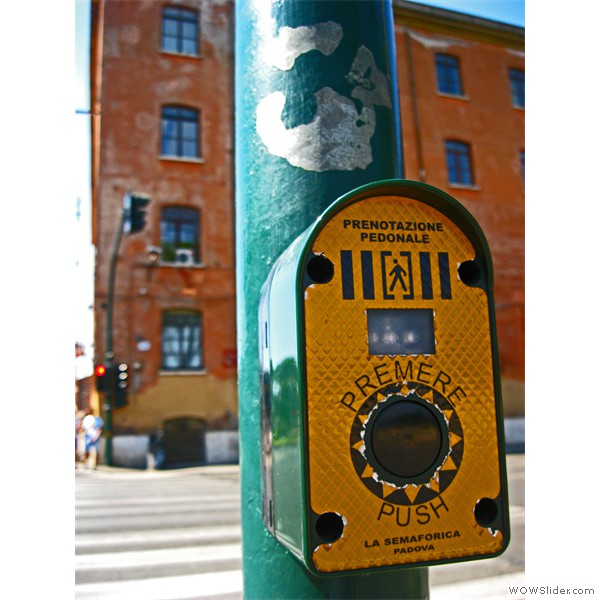 PRENOTAZIONE
PEDONALE
PREMERE
PUSH
LA SEMAFORICA
PADOVA
WOWSlider.com